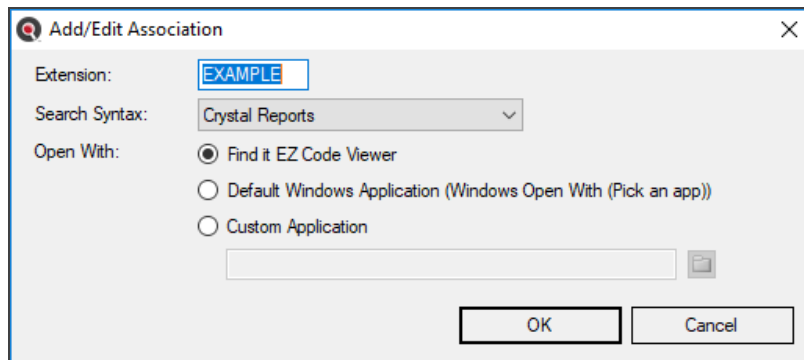 Add/Edit Association
Extension: EXAMPLE
Search Syntax: Crystal Reports
Open With: Find it EZ Code Viewer
Default Windows Application (Windows Open With (Pick an app))
Custom Application
OK Cancel